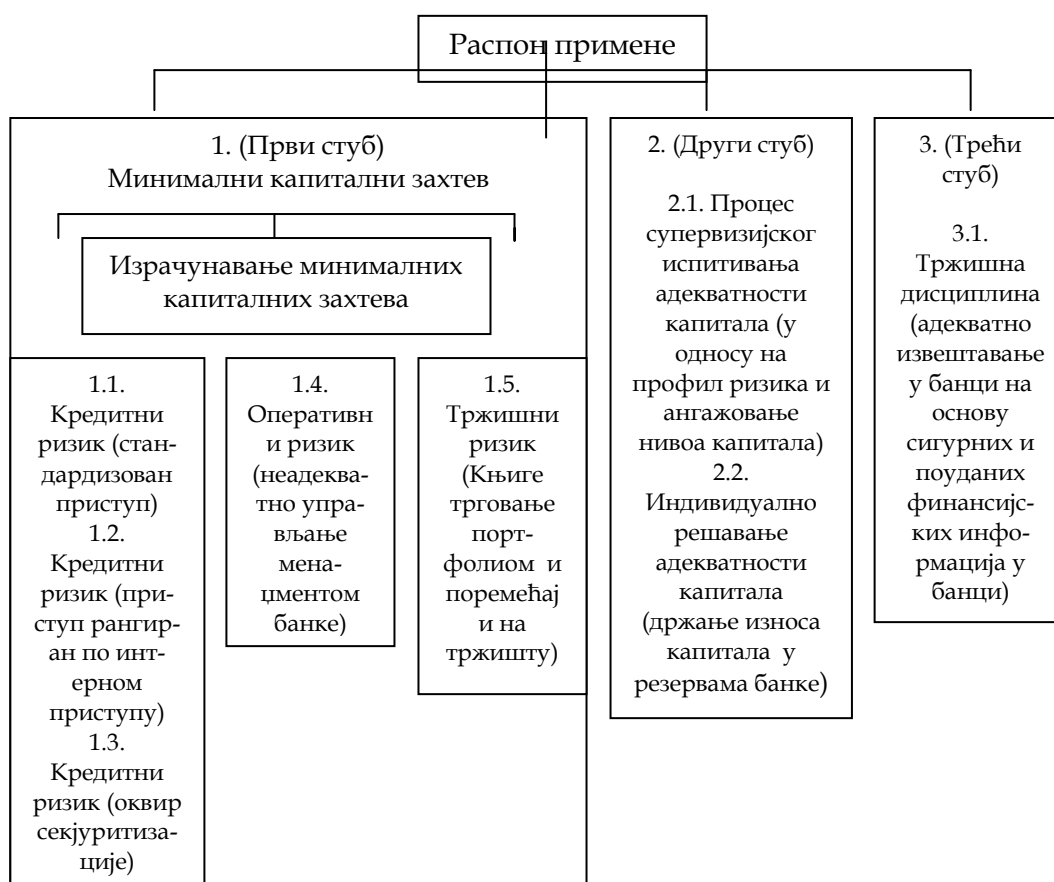 Распон примене
1. (Први стуб)
Минимални капитални захтев
Израчунавање минималних
капиталних захтева
1.1.
Кредитни
ризик (стан-
дардизован
приступ)
1.2.
Кредитни
ризик (при-
ступ рангир-
ан по инт-
ерном
приступу)
1.3.
Кредитни
ризик (оквир
секјуритиза-
ције)
1.4.
Оперативн
и ризик
(неадеква-
тно упра-
вљање
мена-
џментом
банке)
1.5.
Тржишни
ризик
(Књиге
трговање
порт-
фолиом и
поремећај
и на
тржишту)
2. (Други стуб)
2.1. Процес
супервизијског
испитивања
адекватности
капитала (у
односу на
профил ризика и
ангажовање
нивоа капитала)
2.2.
Индивидуално
решавање
адекватности
капитала
(држање износа
капитала у
резервама банке)
3. (Трећи
стуб)
3.1.
Тржишна
дисциплина
(адекватно
извештавање
у банци на
основу
сигурних и
поуданих
финансијс-
ких инфо-
рмација у
банци)